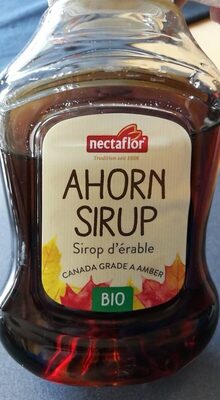 nectaflor
Tradition seit 1908
AHORN
SIRUP
Sirop d'érable
CANADA GRADE A AMBER
BIO